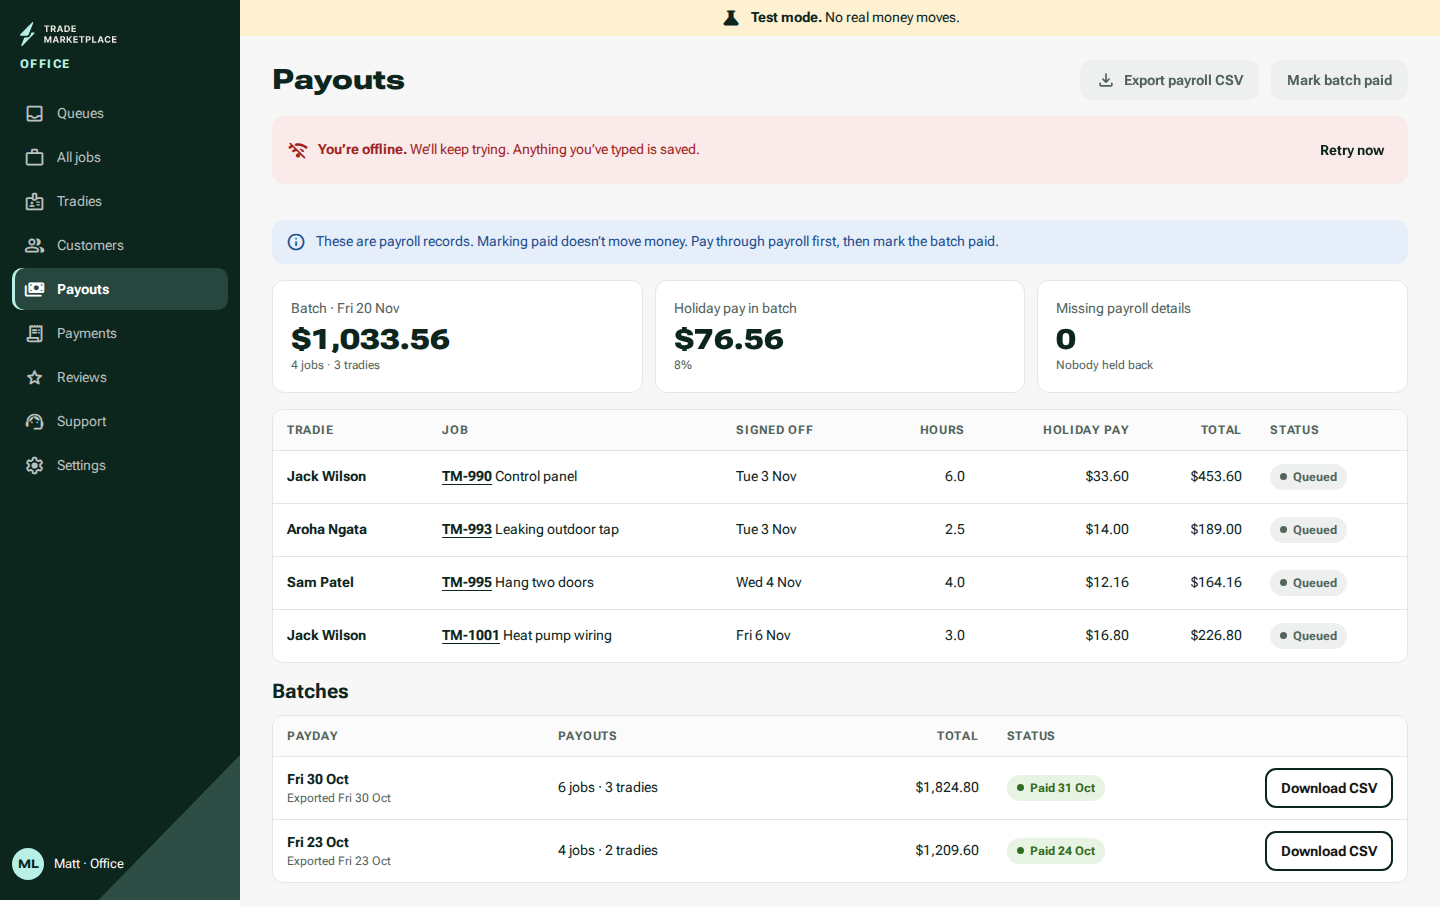 TRADE
MARKETPLACE
OFFICE
Queues
All jobs
Tradies
Customers
Payouts
Payments
Reviews
Support
Settings
ML Matt · Office
Test mode. No real money moves.
Payouts
Export payroll CSV
Mark batch paid
You’re offline. We’ll keep trying. Anything you’ve typed is saved.
Retry now
These are payroll records. Marking paid doesn’t move money. Pay through payroll first, then mark the batch paid.
Batch · Fri 20 Nov
$1,033.56
4 jobs · 3 tradies
Holiday pay in batch
$76.56
8%
Missing payroll details
0
Nobody held back
TRADIE JOB SIGNED OFF HOURS HOLIDAY PAY TOTAL STATUS
Jack Wilson TM-990 Control panel Tue 3 Nov 6.0 $33.60 $453.60 Queued
Aroha Ngata TM-993 Leaking outdoor tap Tue 3 Nov 2.5 $14.00 $189.00 Queued
Sam Patel TM-995 Hang two doors Wed 4 Nov 4.0 $12.16 $164.16 Queued
Jack Wilson TM-1001 Heat pump wiring Fri 6 Nov 3.0 $16.80 $226.80 Queued
Batches
PAYDAY PAYOUTS TOTAL STATUS
Fri 30 Oct
Exported Fri 30 Oct
6 jobs · 3 tradies $1,824.80 Paid 31 Oct Download CSV
Fri 23 Oct
Exported Fri 23 Oct
4 jobs · 2 tradies $1,209.60 Paid 24 Oct Download CSV